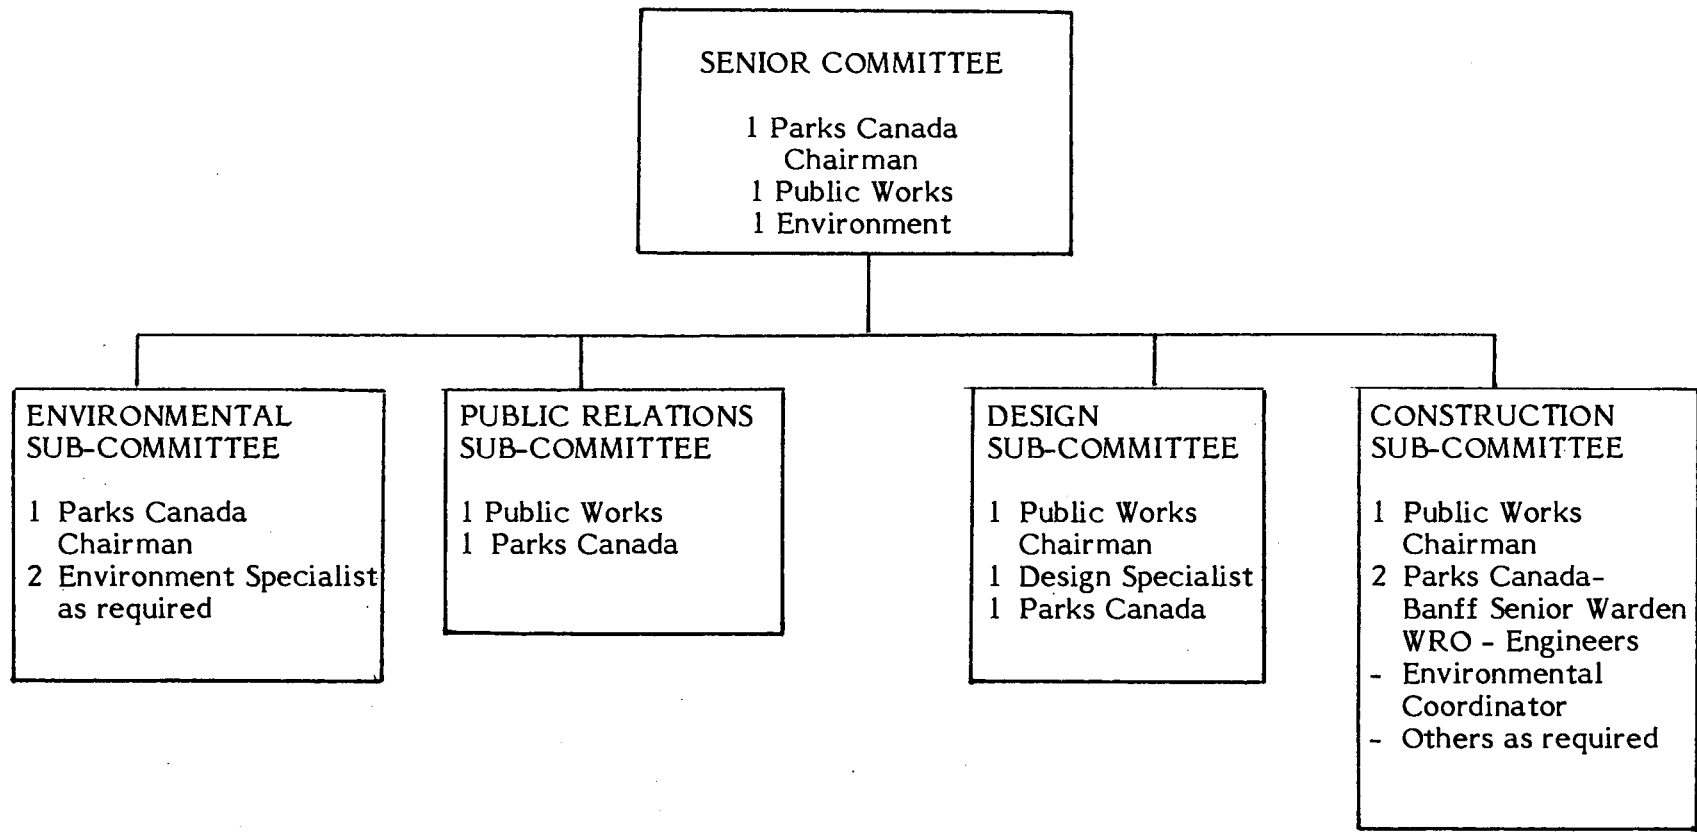 SENIOR COMMITTEE
1 Parks Canada
Chairman
1 Public Works
1 Environment
ENVIRONMENTAL
SUB-COMMITTEE
1 Parks Canada
Chairman
2 Environment Specialist
as required
PUBLIC RELATIONS
SUB-COMMITTEE
1 Public Works
1 Parks Canada
DESIGN
SUB-COMMITTEE
1 Public Works
Chairman
1 Design Specialist
1 Parks Canada
CONSTRUCTION
SUB-COMMITTEE
1 Public Works
Chairman
2 Parks Canada-
Banff Senior Warden
WRO - Engineers
- Environmental
Coordinator
- Others as required